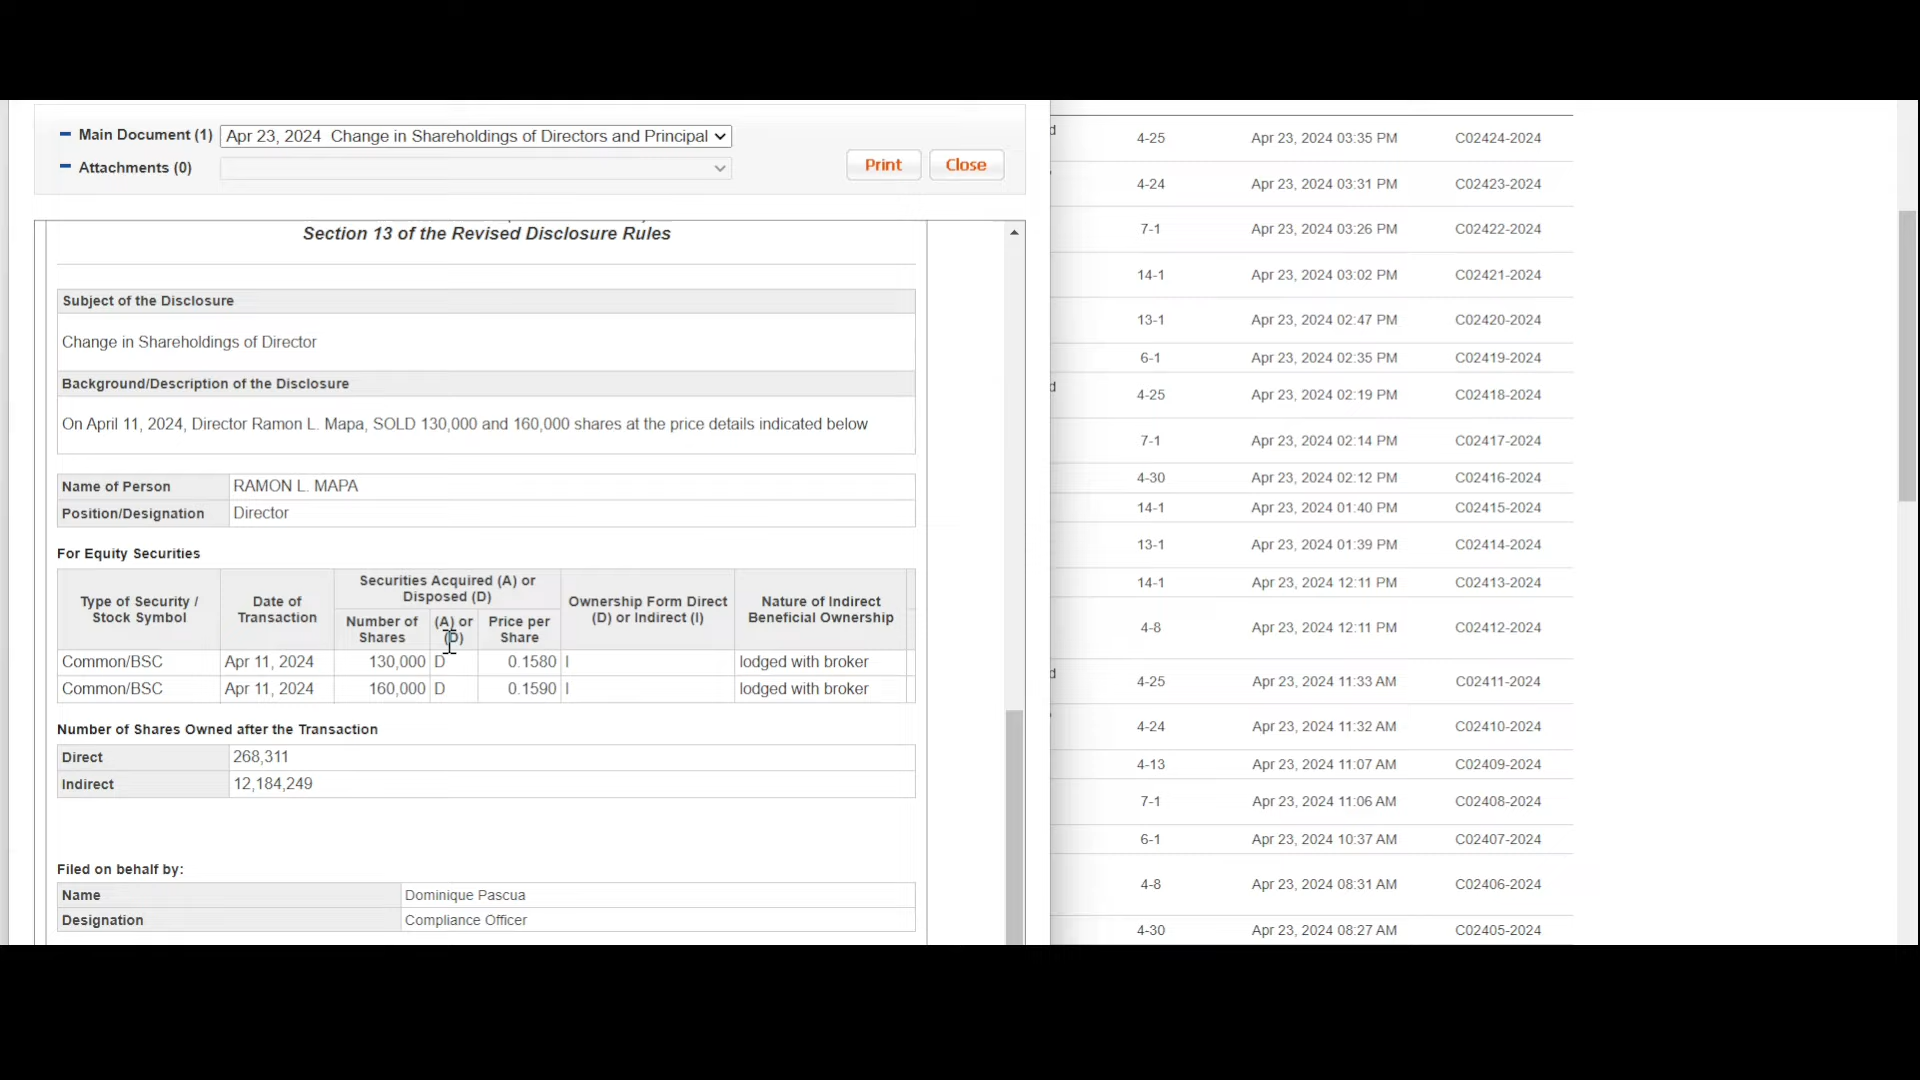 Main Document (1) Apr 23, 2024 Change in Shareholdings of Directors and Principal
Attachments (0)
Print Close
Section 13 of the Revised Disclosure Rules
Subject of the Disclosure
Change in Shareholdings of Director
Background/Description of the Disclosure
On April 11, 2024, Director Ramon L. Mapa, SOLD 130,000 and 160,000 shares at the price details indicated below
Name of Person RAMON L. MAPA
Position/Designation Director
For Equity Securities
Type of Security / Stock Symbol
Date of Transaction
Securities Acquired (A) or Disposed (D)
Number of Shares
(A) or (D)
Price per Share
Ownership Form Direct (D) or Indirect (I)
Nature of Indirect Beneficial Ownership
Common/BSC Apr 11, 2024 130,000 D 0.1580 I lodged with broker
Common/BSC Apr 11, 2024 160,000 D 0.1590 I lodged with broker
Number of Shares Owned after the Transaction
Direct 268,311
Indirect 12,184,249
Filed on behalf by:
Name Dominique Pascua
Designation Compliance Officer
d 4-25 Apr 23, 2024 03:35 PM C02424-2024
4-24 Apr 23, 2024 03:31 PM C02423-2024
7-1 Apr 23, 2024 03:26 PM C02422-2024
14-1 Apr 23, 2024 03:02 PM C02421-2024
13-1 Apr 23, 2024 02:47 PM C02420-2024
6-1 Apr 23, 2024 02:35 PM C02419-2024
d 4-25 Apr 23, 2024 02:19 PM C02418-2024
7-1 Apr 23, 2024 02:14 PM C02417-2024
4-30 Apr 23, 2024 02:12 PM C02416-2024
14-1 Apr 23, 2024 01:40 PM C02415-2024
13-1 Apr 23, 2024 01:39 PM C02414-2024
14-1 Apr 23, 2024 12:11 PM C02413-2024
4-8 Apr 23, 2024 12:11 PM C02412-2024
d 4-25 Apr 23, 2024 11:33 AM C02411-2024
4-24 Apr 23, 2024 11:32 AM C02410-2024
4-13 Apr 23, 2024 11:07 AM C02409-2024
7-1 Apr 23, 2024 11:06 AM C02408-2024
6-1 Apr 23, 2024 10:37 AM C02407-2024
4-8 Apr 23, 2024 08:31 AM C02406-2024
4-30 Apr 23, 2024 08:27 AM C02405-2024